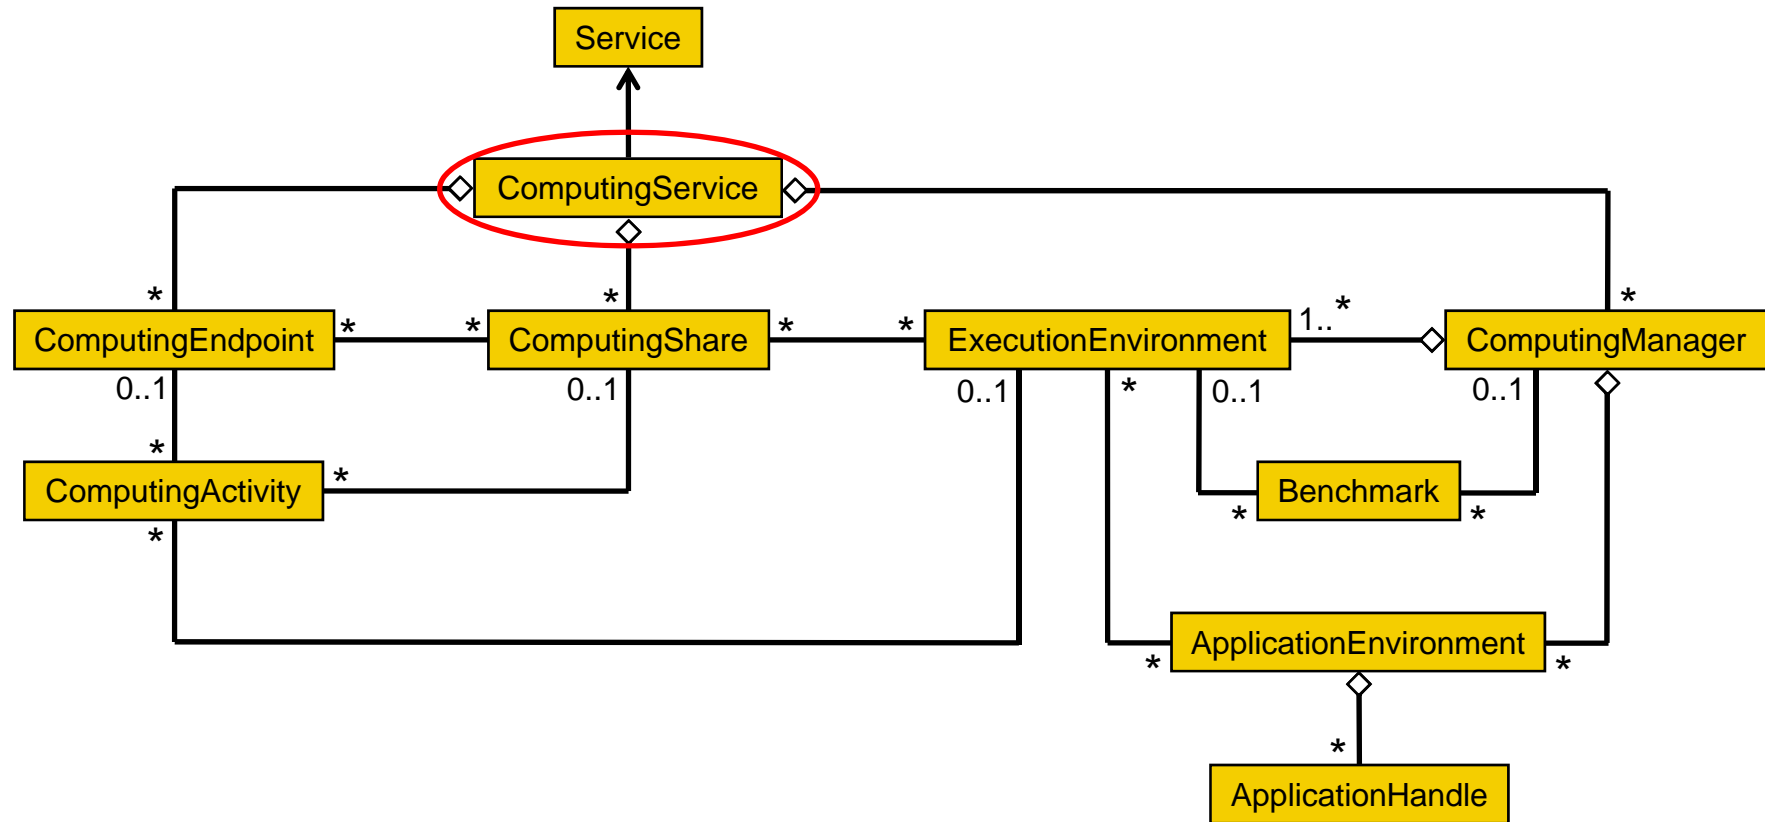 Service
ComputingService
* * *
ComputingEndpoint * * ComputingShare * * ExecutionEnvironment 1..* ComputingManager
0..1 0..1 0..1 * 0..1 0..1
*
ComputingActivity * Benchmark
* * *
ApplicationEnvironment
* *
*
ApplicationHandle